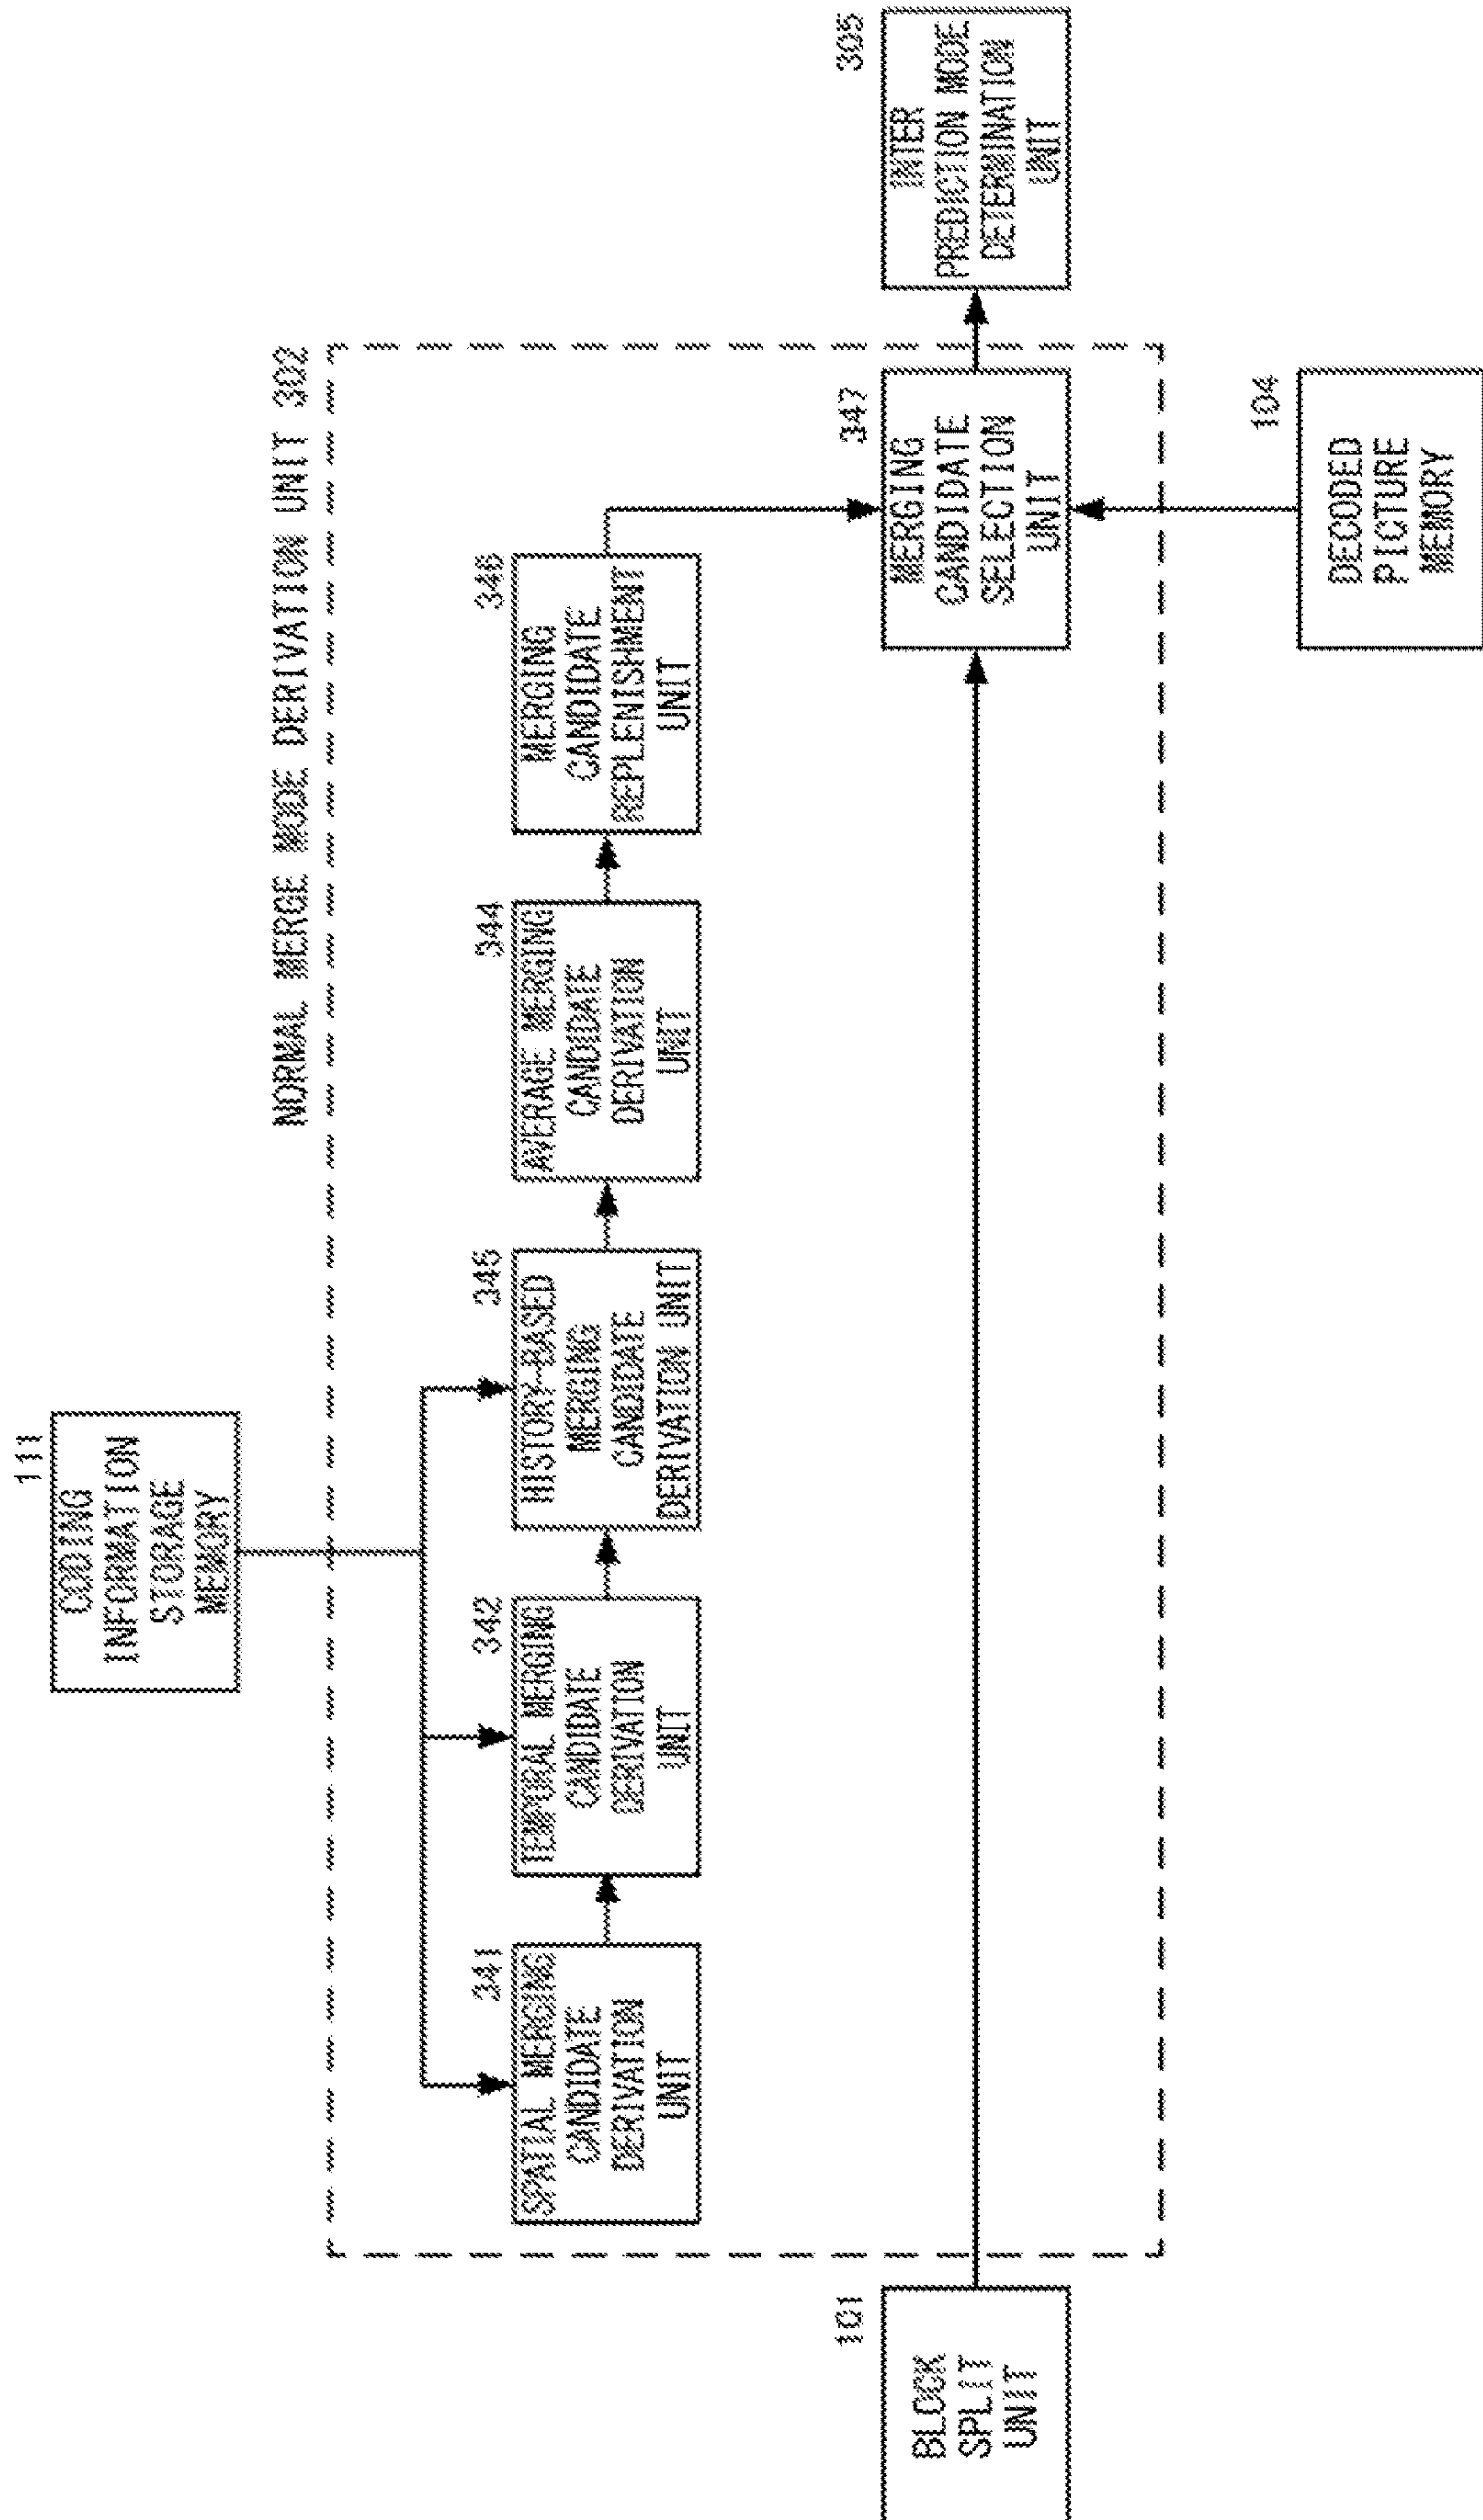 111
CODING
INFORMATION
STORAGE
MEMORY
NORMAL MERGE MODE DERIVATION UNIT 302
341
SPATIAL MERGING
CANDIDATE
DERIVATION
UNIT
342
TEMPORAL MERGING
CANDIDATE
DERIVATION
UNIT
345
HISTORY-BASED
MERGING
CANDIDATE
DERIVATION UNIT
344
AVERAGE MERGING
CANDIDATE
DERIVATION
UNIT
346
MERGING
CANDIDATE
REPLENISHMENT
UNIT
101
BLOCK
SPLIT
UNIT
347
MERGING
CANDIDATE
SELECTION
UNIT
305
INTER
PREDICTION MODE
DETERMINATION
UNIT
104
DECODED
PICTURE
MEMORY